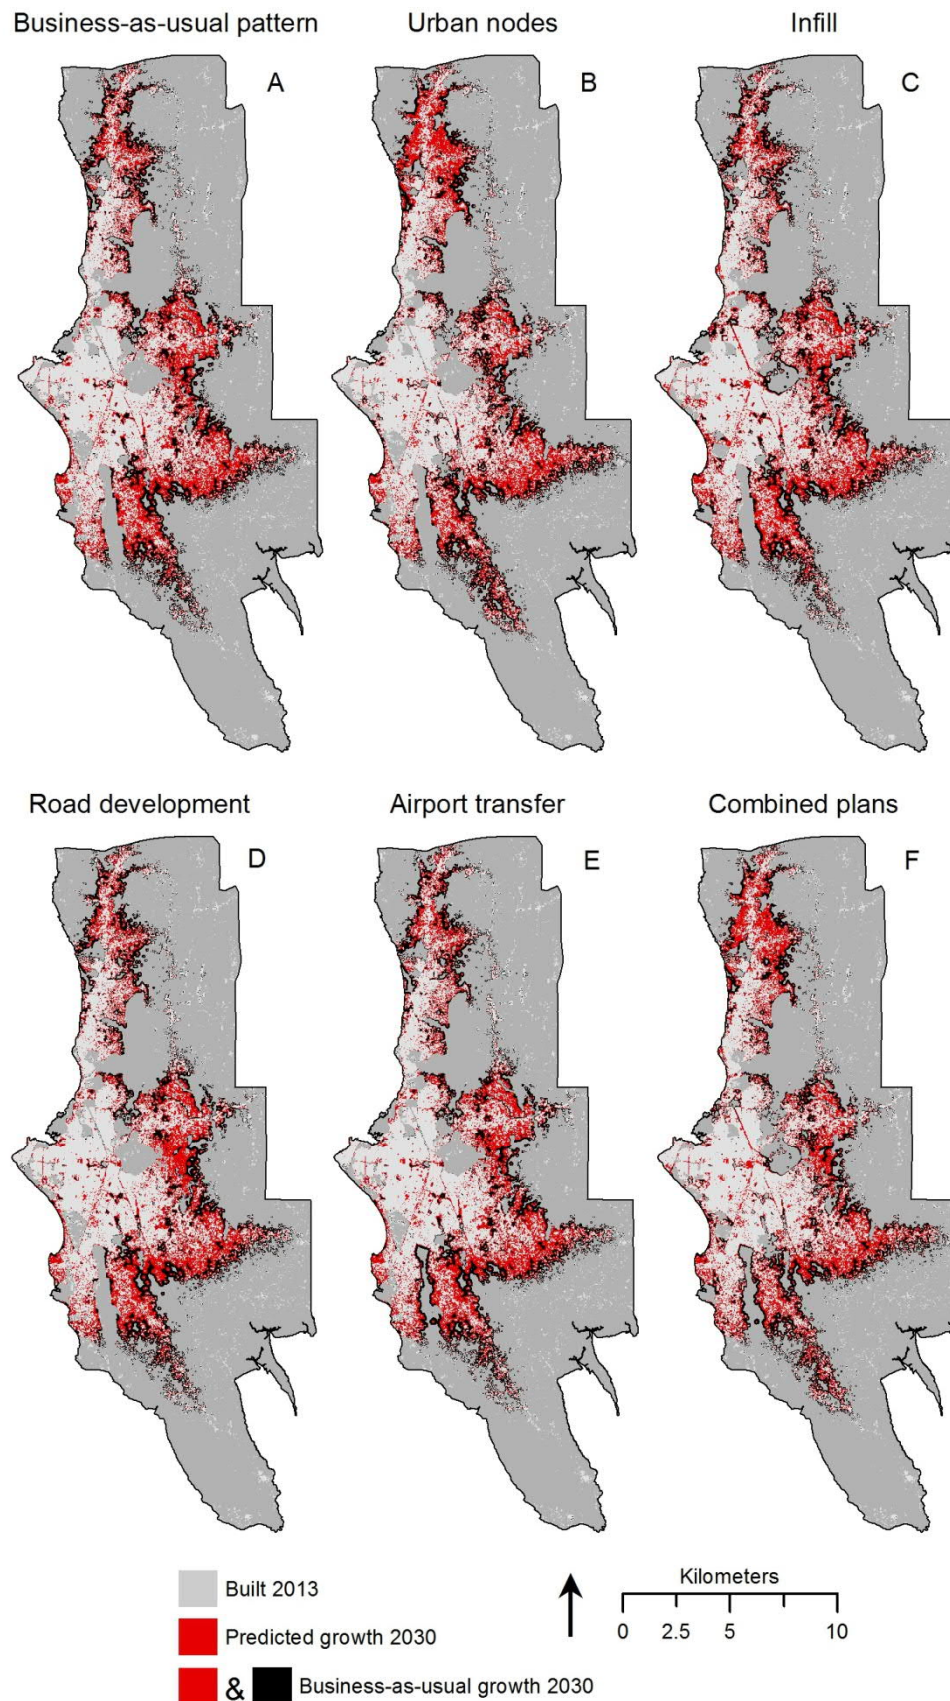 Business-as-usual pattern
Urban nodes
Infill
A
B
C
Road development
Airport transfer
Combined plans
D
E
F
Built 2013
Predicted growth 2030
& Business-as-usual growth 2030
Kilometers
0 2.5 5 10